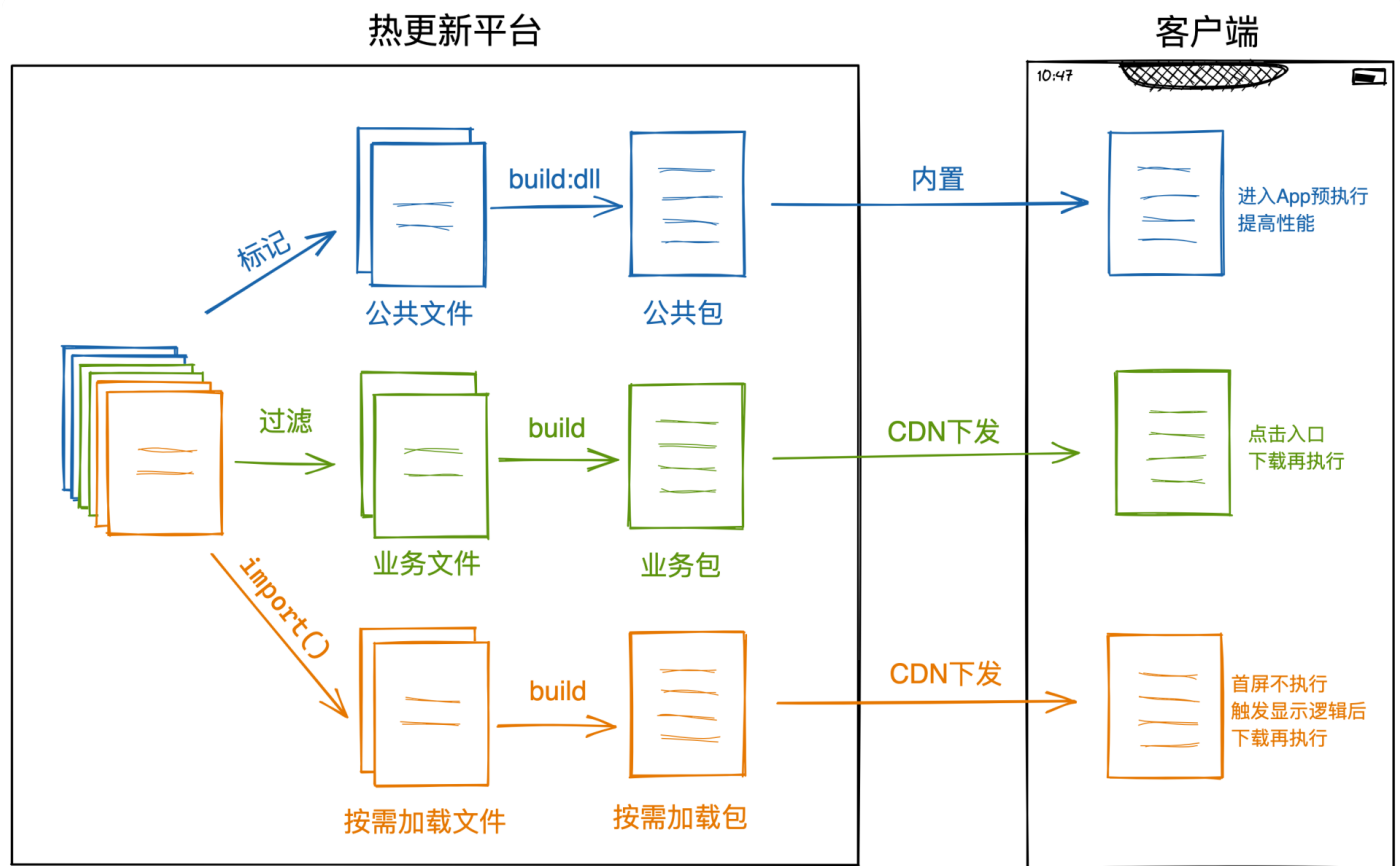 热更新平台
客户端
10:47
标记
公共文件
build:dll
公共包
内置
进入App预执行
提高性能
过滤
业务文件
build
业务包
CDN下发
点击入口
下载再执行
import()
按需加载文件
build
按需加载包
CDN下发
首屏不执行
触发显示逻辑后
下载再执行